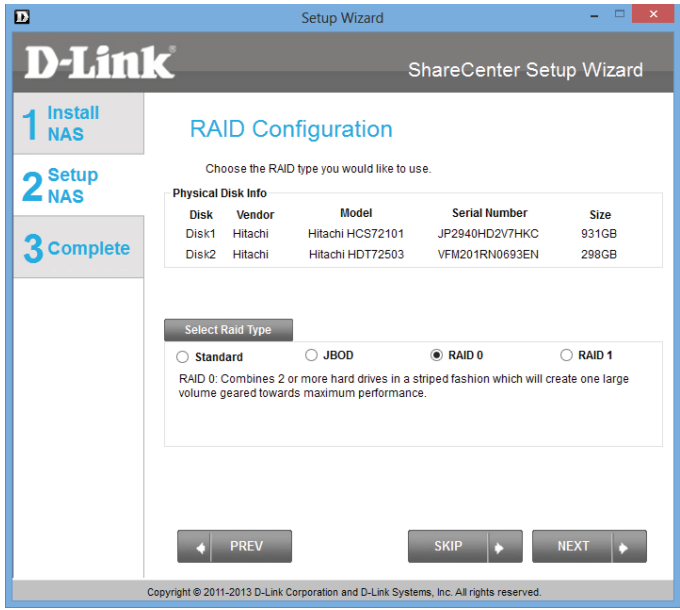 D Setup Wizard
D-Link®
ShareCenter Setup Wizard
1 Install NAS
2 Setup NAS
3 Complete
RAID Configuration
Choose the RAID type you would like to use.
Physical Disk Info
Disk Vendor Model Serial Number Size
Disk1 Hitachi Hitachi HCS72101 JP2940HD2V7HKC 931GB
Disk2 Hitachi Hitachi HDT72503 VFM201RN0693EN 298GB
Select Raid Type
Standard JBOD RAID 0 RAID 1
RAID 0: Combines 2 or more hard drives in a striped fashion which will create one large
volume geared towards maximum performance.
PREV SKIP NEXT
Copyright © 2011-2013 D-Link Corporation and D-Link Systems, Inc. All rights reserved.